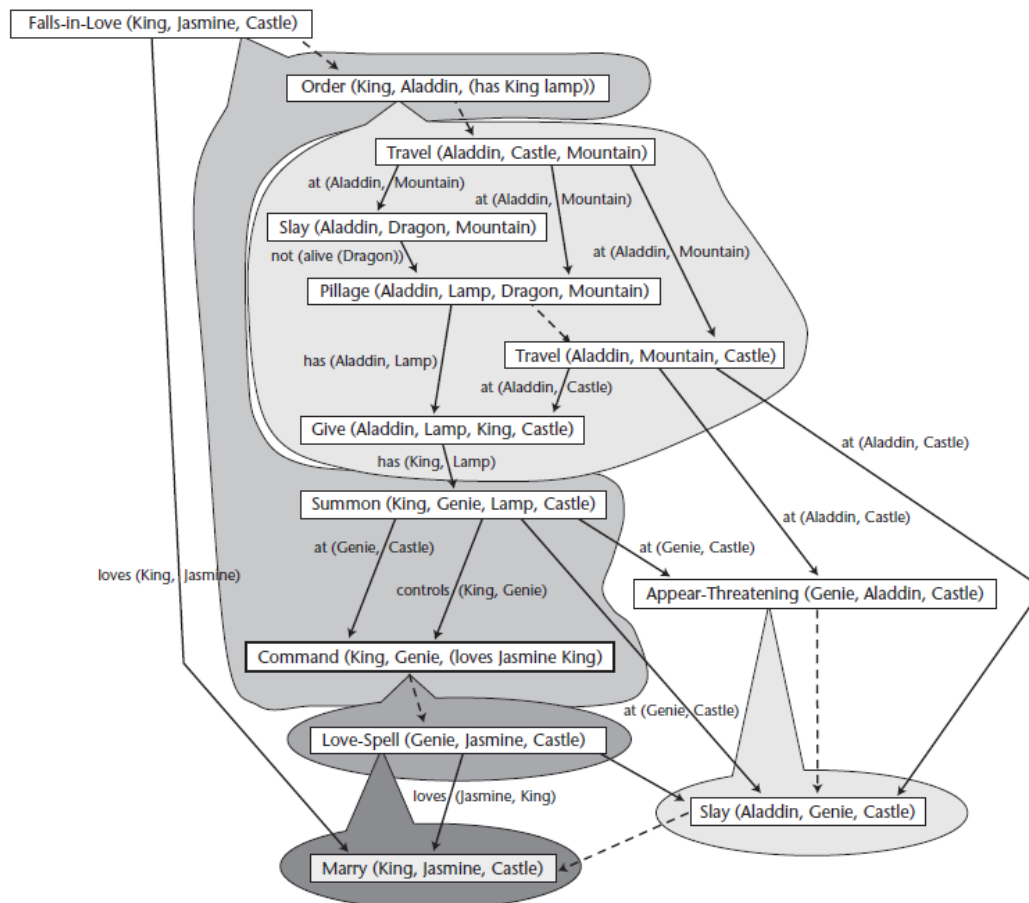 Falls-in-Love (King, Jasmine, Castle)
Order (King, Aladdin, (has King lamp))
Travel (Aladdin, Castle, Mountain)
at (Aladdin, Mountain)
at (Aladdin, Mountain)
Slay (Aladdin, Dragon, Mountain)
at (Aladdin, Mountain)
not (alive (Dragon))
Pillage (Aladdin, Lamp, Dragon, Mountain)
Travel (Aladdin, Mountain, Castle)
has (Aladdin, Lamp)
at (Aladdin, Castle)
Give (Aladdin, Lamp, King, Castle)
at (Aladdin, Castle)
has (King, Lamp)
Summon (King, Genie, Lamp, Castle)
at (Aladdin, Castle)
at (Genie, Castle)
at (Genie, Castle)
loves (King, Jasmine)
controls (King, Genie)
Appear-Threatening (Genie, Aladdin, Castle)
Command (King, Genie, (loves Jasmine King)
at (Genie, Castle)
Love-Spell (Genie, Jasmine, Castle)
loves (Jasmine, King)
Slay (Aladdin, Genie, Castle)
Marry (King, Jasmine, Castle)